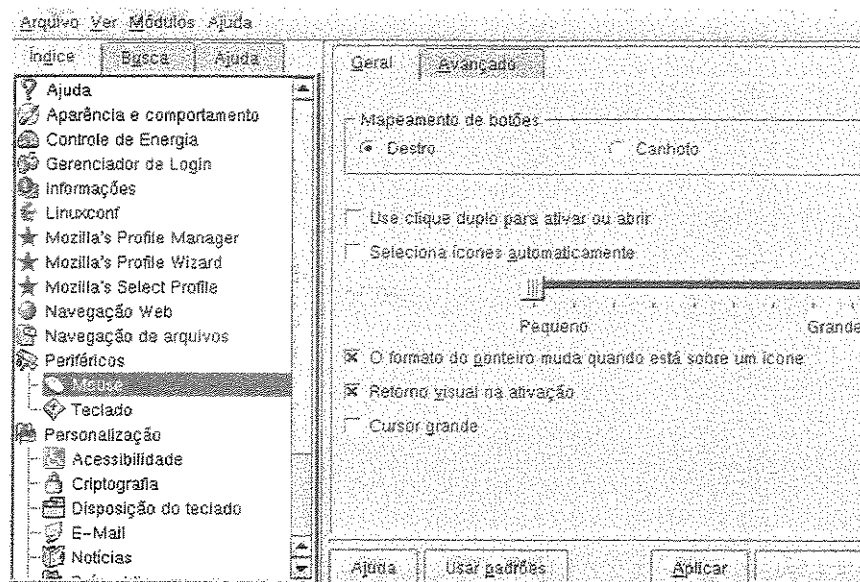 Arquivo Ver Módulos Ajuda
Índice Busca Ajuda
Ajuda
Aparência e comportamento
Controle de Energia
Gerenciador de Login
Informações
Linuxconf
Mozilla's Profile Manager
Mozilla's Profile Wizard
Mozilla's Select Profile
Navegação Web
Navegação de arquivos
Periféricos
Mouse
Teclado
Personalização
Acessibilidade
Criptografia
Disposição do teclado
E-Mail
Notícias
Geral Avançado
Mapeamento de botões
Destro Canhoto
Use clique duplo para ativar ou abrir
Seleciona ícones automaticamente
Pequeno Grande
O formato do ponteiro muda quando está sobre um ícone
Retorno visual na ativação
Cursor grande
Ajuda Usar padrões Aplicar